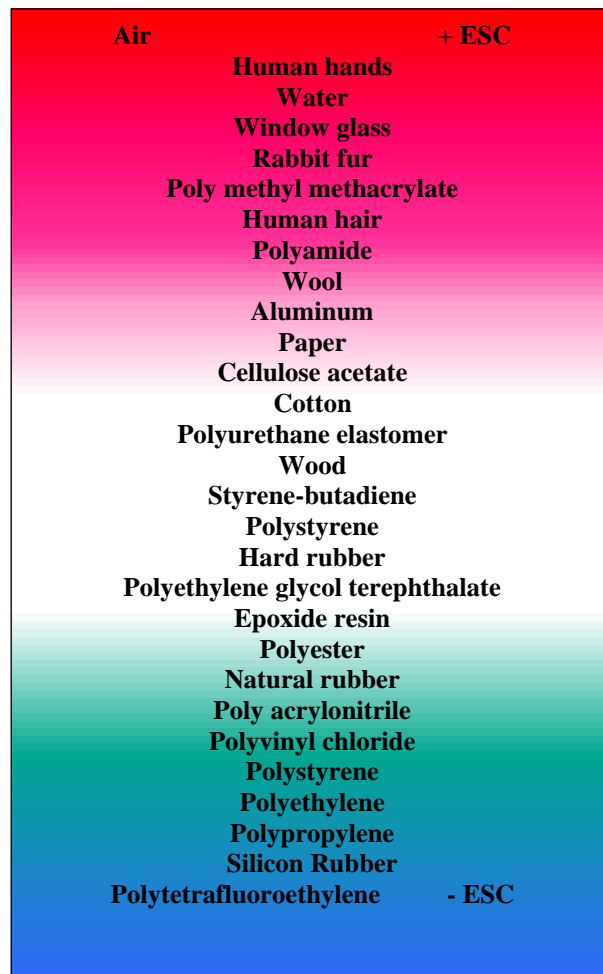 Air + ESC
Human hands
Water
Window glass
Rabbit fur
Poly methyl methacrylate
Human hair
Polyamide
Wool
Aluminum
Paper
Cellulose acetate
Cotton
Polyurethane elastomer
Wood
Styrene-butadiene
Polystyrene
Hard rubber
Polyethylene glycol terephthalate
Epoxide resin
Polyester
Natural rubber
Poly acrylonitrile
Polyvinyl chloride
Polystyrene
Polyethylene
Polypropylene
Silicon Rubber
Polytetrafluoroethylene - ESC